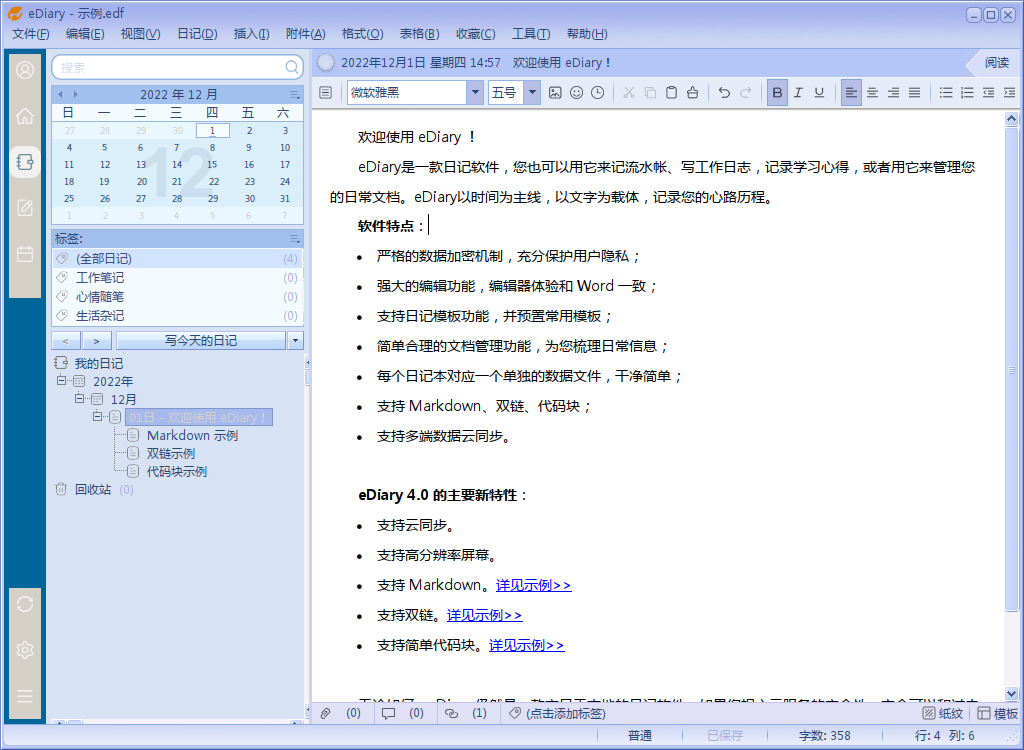 eDiary - 示例.edf
文件(F) 编辑(E) 视图(V) 日记(D) 插入(I) 附件(A) 格式(O) 表格(B) 收藏(C) 工具(T) 帮助(H)
搜索
2022 年 12 月
日 一 二 三 四 五 六
27 28 29 30 1 2 3
4 5 6 7 8 9 10
11 12 13 14 15 16 17
18 19 20 21 22 23 24
25 26 27 28 29 30 31
1 2 3 4 5 6 7
12
标签:
(全部日记) (4)
工作笔记 (0)
心情随笔 (0)
生活杂记 (0)
< > 写今天的日记
我的日记
2022年
12月
01日 - 欢迎使用 eDiary！
Markdown 示例
双链示例
代码块示例
回收站 (0)
2022年12月1日 星期四 14:57 欢迎使用 eDiary！ 阅读
微软雅黑 五号 B I U
欢迎使用 eDiary ！
eDiary是一款日记软件，您也可以用它来记流水帐、写工作日志，记录学习心得，或者用它来管理您
的日常文档。eDiary以时间为主线，以文字为载体，记录您的心路历程。
软件特点：
• 严格的数据加密机制，充分保护用户隐私；
• 强大的编辑功能，编辑器体验和 Word 一致；
• 支持日记模板功能，并预置常用模板；
• 简单合理的文档管理功能，为您梳理日常信息；
• 每个日记本对应一个单独的数据文件，干净简单；
• 支持 Markdown、双链、代码块；
• 支持多端数据云同步。
eDiary 4.0 的主要新特性：
• 支持云同步。
• 支持高分辨率屏幕。
• 支持 Markdown。详见示例>>
• 支持双链。详见示例>>
• 支持简单代码块。详见示例>>
(0) (0) (1) (点击添加标签) 纸纹 模板
普通 已保存 字数: 358 行: 4 列: 6